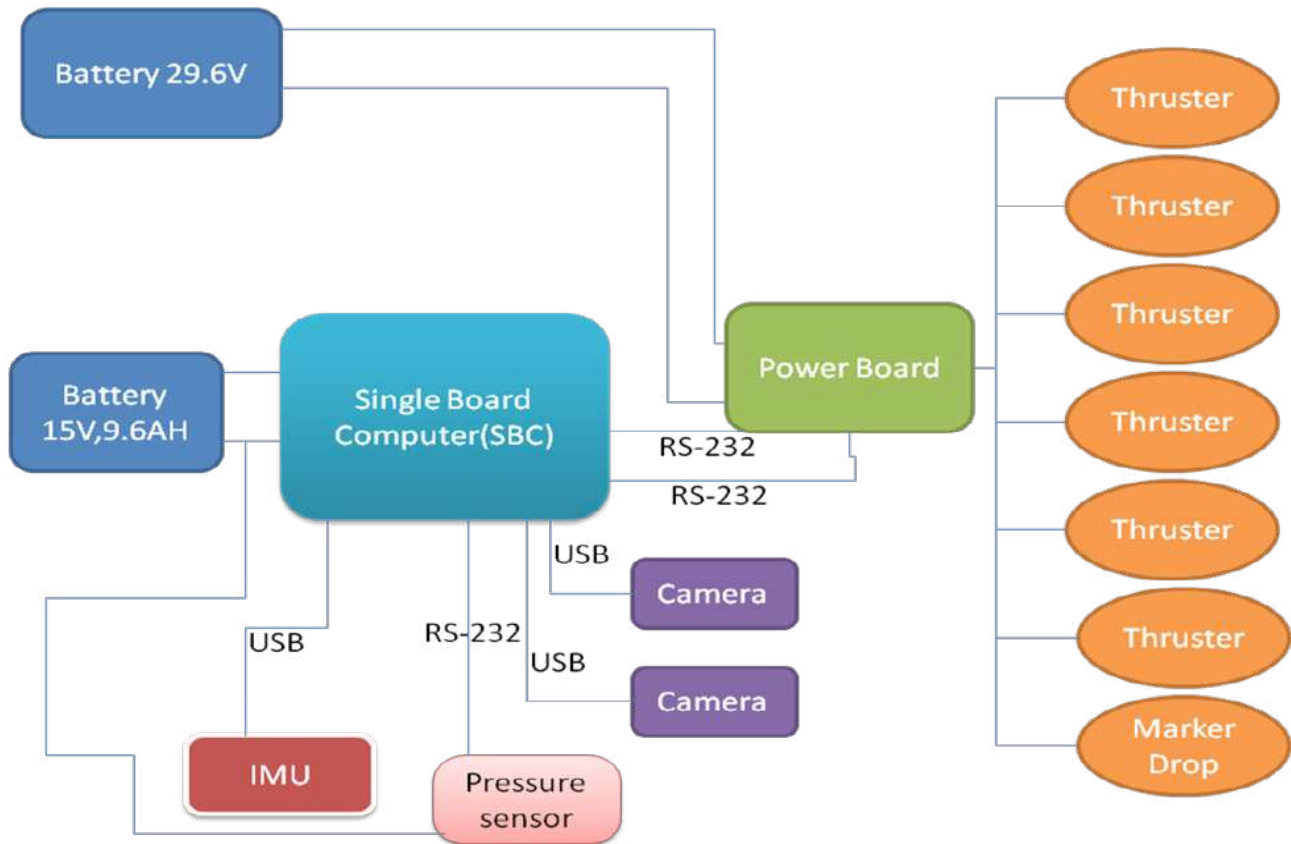 Battery 29.6V
Thruster
Thruster
Thruster
Power Board
Battery
15V,9.6AH
Single Board
Computer(SBC)
Thruster
RS-232
RS-232
Thruster
USB
Camera
USB
RS-232
USB
Thruster
Camera
IMU
Pressure
sensor
Marker
Drop